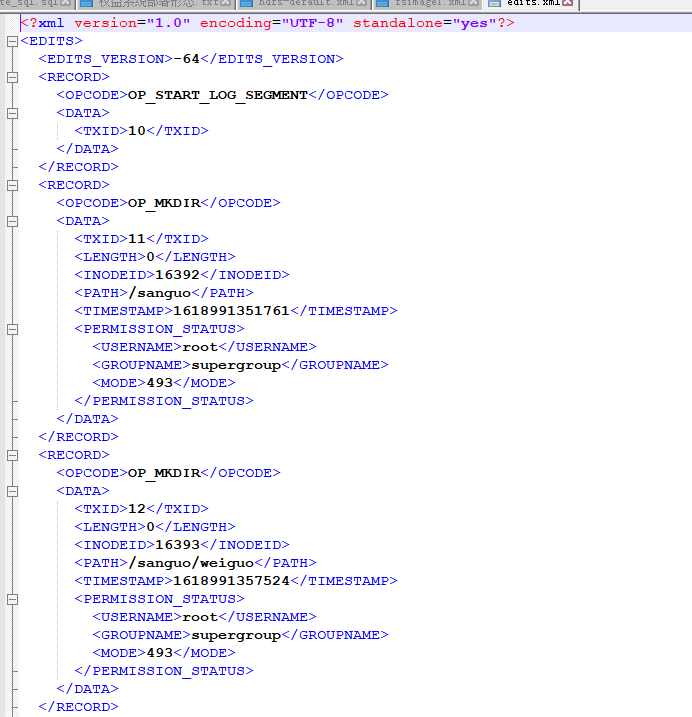 te_sql.sql 权益系统部署形态.txt hdfs-default.xml fsimage1.xml edits.xml
<?xml version="1.0" encoding="UTF-8" standalone="yes"?>
<EDITS>
<EDITS_VERSION>-64</EDITS_VERSION>
<RECORD>
<OPCODE>OP_START_LOG_SEGMENT</OPCODE>
<DATA>
<TXID>10</TXID>
</DATA>
</RECORD>
<RECORD>
<OPCODE>OP_MKDIR</OPCODE>
<DATA>
<TXID>11</TXID>
<LENGTH>0</LENGTH>
<INODEID>16392</INODEID>
<PATH>/sanguo</PATH>
<TIMESTAMP>1618991351761</TIMESTAMP>
<PERMISSION_STATUS>
<USERNAME>root</USERNAME>
<GROUPNAME>supergroup</GROUPNAME>
<MODE>493</MODE>
</PERMISSION_STATUS>
</DATA>
</RECORD>
<RECORD>
<OPCODE>OP_MKDIR</OPCODE>
<DATA>
<TXID>12</TXID>
<LENGTH>0</LENGTH>
<INODEID>16393</INODEID>
<PATH>/sanguo/weiguo</PATH>
<TIMESTAMP>1618991357524</TIMESTAMP>
<PERMISSION_STATUS>
<USERNAME>root</USERNAME>
<GROUPNAME>supergroup</GROUPNAME>
<MODE>493</MODE>
</PERMISSION_STATUS>
</DATA>
</RECORD>